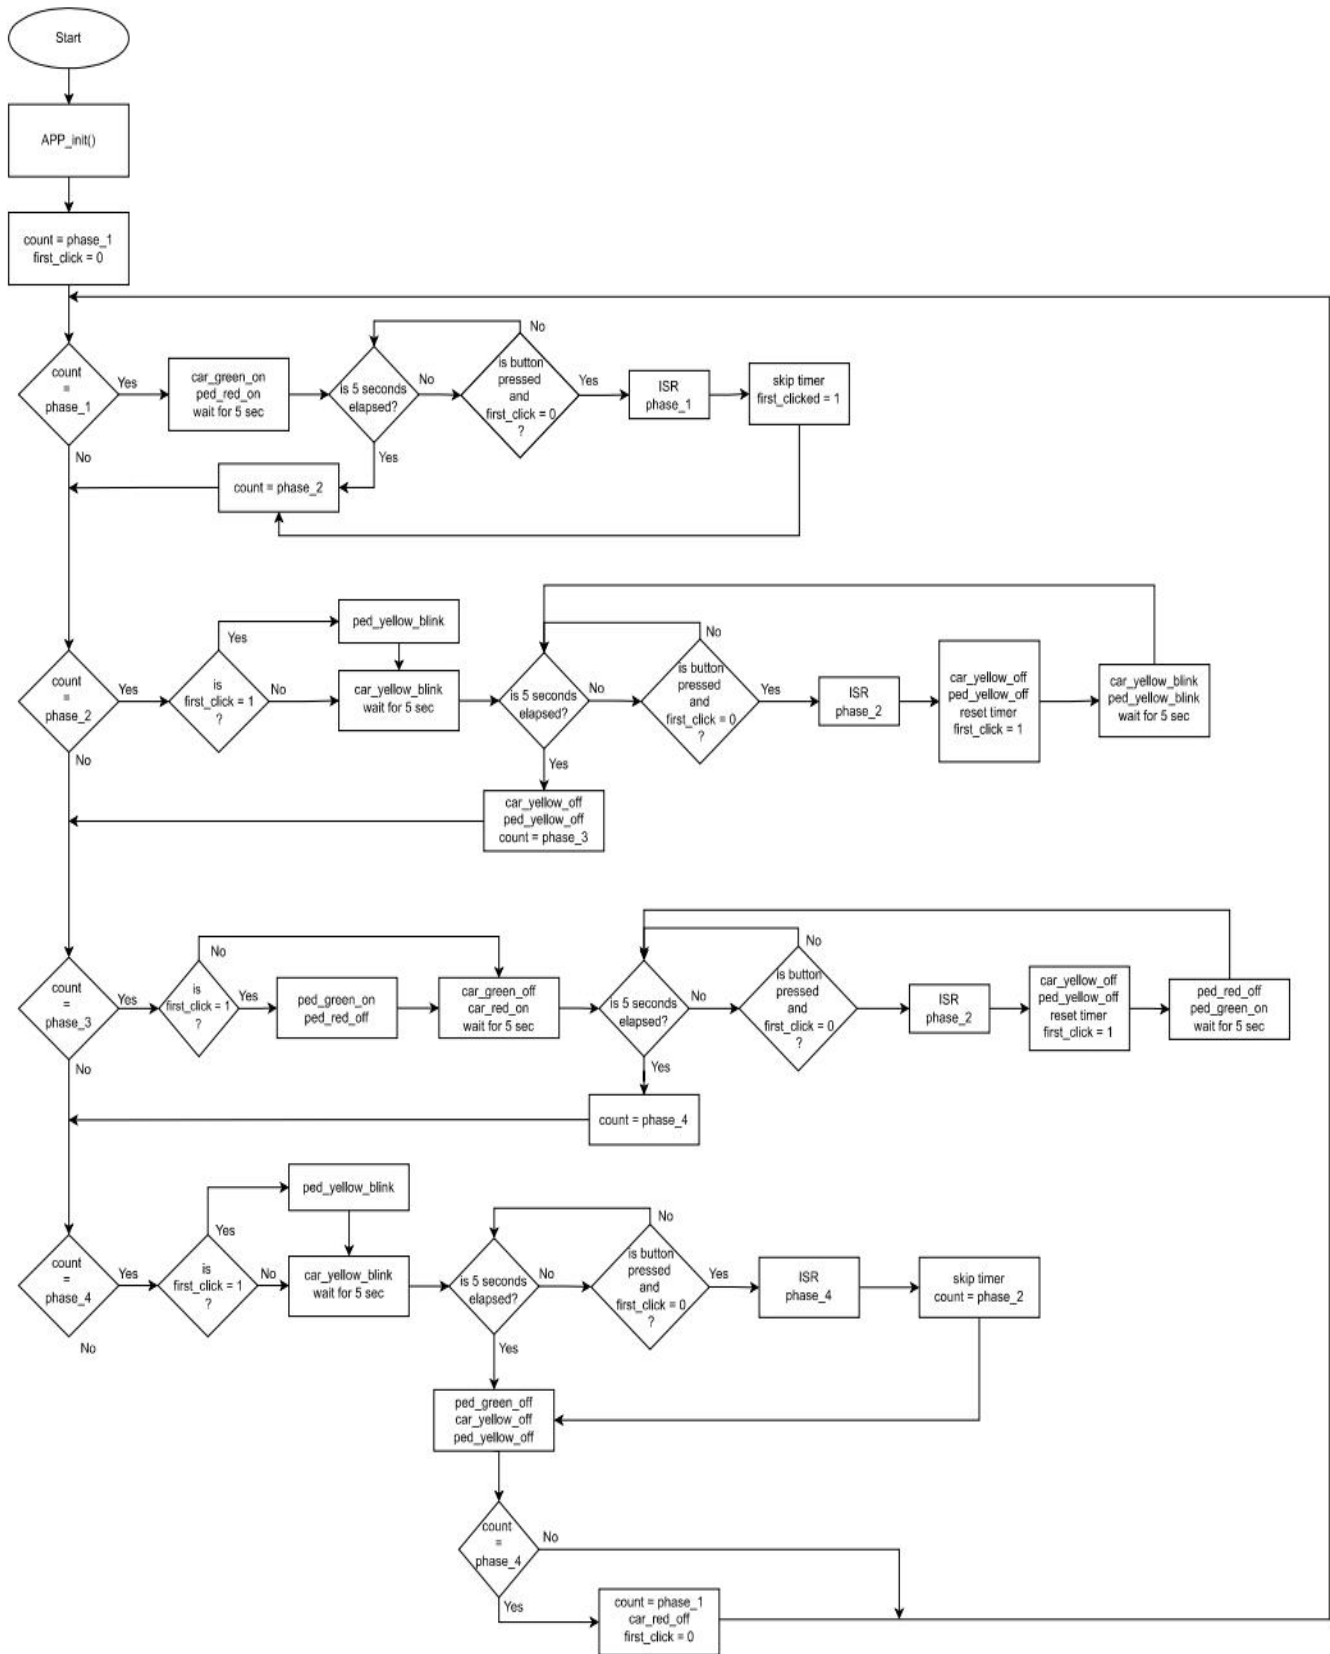 Start
APP_init()
count = phase_1
first_click = 0
count
=
phase_1
Yes
No
car_green_on
ped_red_on
wait for 5 sec
is 5 seconds
elapsed?
No
Yes
is button
pressed
and
first_click = 0
?
No
Yes
ISR
phase_1
skip timer
first_clicked = 1
count = phase_2
count
=
phase_2
Yes
No
is
first_click = 1
?
Yes
No
ped_yellow_blink
car_yellow_blink
wait for 5 sec
is 5 seconds
elapsed?
No
Yes
is button
pressed
and
first_click = 0
?
No
Yes
ISR
phase_2
car_yellow_off
ped_yellow_off
reset timer
first_click = 1
car_yellow_blink
ped_yellow_blink
wait for 5 sec
car_yellow_off
ped_yellow_off
count = phase_3
count
=
phase_3
Yes
No
is
first_click = 1
?
No
Yes
ped_green_on
ped_red_off
car_green_off
car_red_on
wait for 5 sec
is 5 seconds
elapsed?
No
Yes
is button
pressed
and
first_click = 0
?
No
Yes
ISR
phase_2
car_yellow_off
ped_yellow_off
reset timer
first_click = 1
ped_red_off
ped_green_on
wait for 5 sec
count = phase_4
count
=
phase_4
Yes
No
is
first_click = 1
?
Yes
No
ped_yellow_blink
car_yellow_blink
wait for 5 sec
is 5 seconds
elapsed?
No
Yes
is button
pressed
and
first_click = 0
?
No
Yes
ISR
phase_4
skip timer
count = phase_2
ped_green_off
car_yellow_off
ped_yellow_off
count
=
phase_4
No
Yes
count = phase_1
car_red_off
first_click = 0